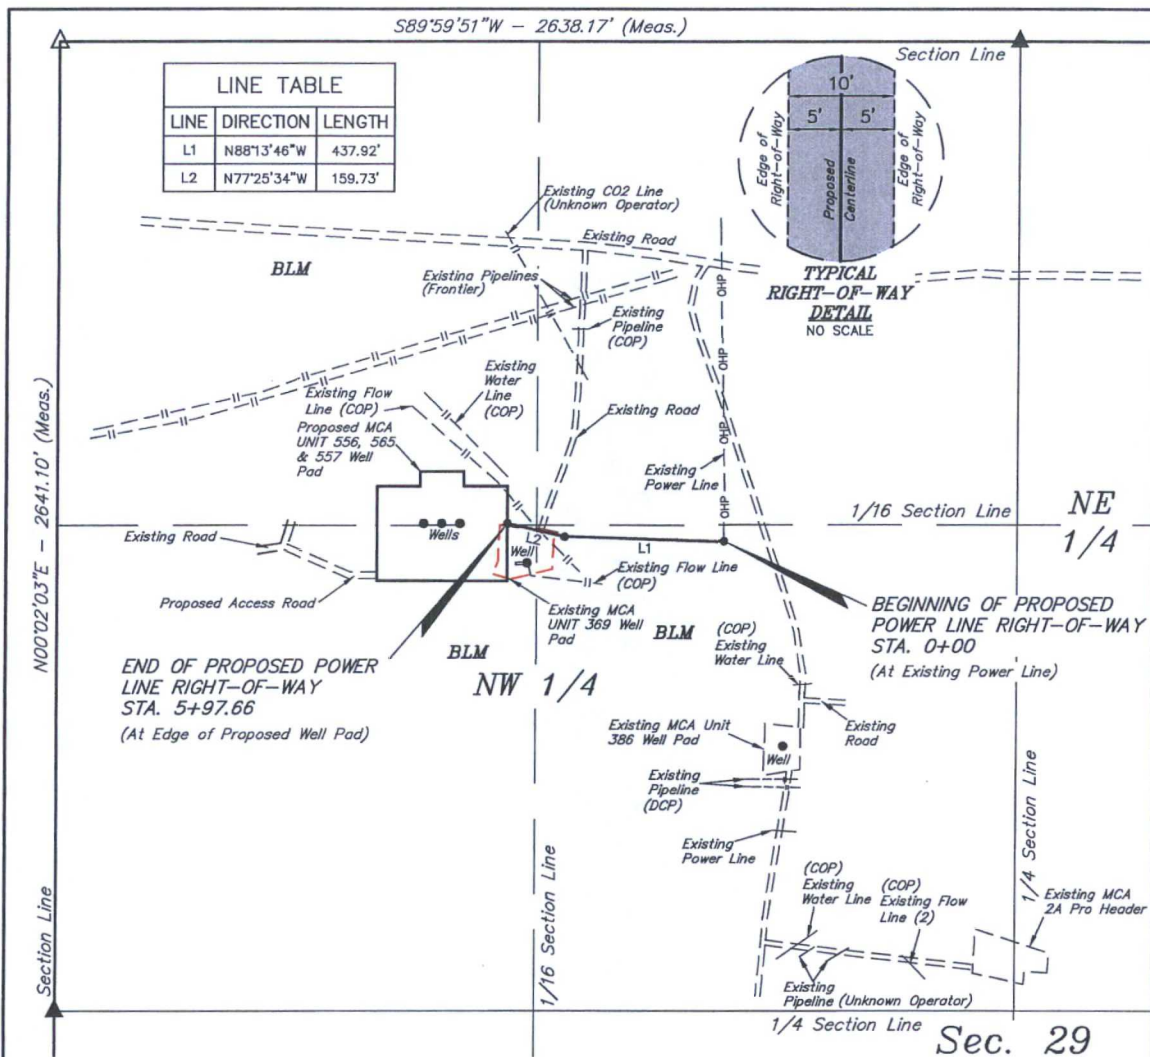 S89°59'51"W - 2638.17' (Meas.)
Section Line
LINE TABLE
LINE DIRECTION LENGTH
L1 N88°13'46"W 437.92'
L2 N77°25'34"W 159.73'
10'
5' 5'
Edge of
Right-of-Way
Proposed
Centerline
Edge of
Right-of-Way
TYPICAL
RIGHT-OF-WAY
DETAIL
NO SCALE
Existing CO2 Line
(Unknown Operator)
Existing Road
BLM
Existing Pipelines
(Frontier)
Existing
Pipeline
(COP)
OHP
OHP
OHP
OHP
Existing
Water
Line
(COP)
Existing Flow
Line (COP)
Proposed MCA
UNIT 556, 565
& 557 Well
Pad
Existing Road
Existing
Power Line
N00°02'03"E - 2641.10' (Meas.)
1/16 Section Line
NE
1/4
Existing Road
Wells
L2
Well
L1
Existing Flow Line
(COP)
Proposed Access Road
Existing MCA
UNIT 369 Well
Pad
BEGINNING OF PROPOSED
POWER LINE RIGHT-OF-WAY
STA. 0+00
(At Existing Power Line)
BLM
BLM
END OF PROPOSED POWER
LINE RIGHT-OF-WAY
STA. 5+97.66
(At Edge of Proposed Well Pad)
NW 1/4
(COP)
Existing
Water Line
Existing
Road
Existing MCA Unit
386 Well Pad
Well
Existing
Pipeline
(DCP)
Existing
Power Line
1/4 Section Line
(COP)
Existing
Water Line
(COP)
Existing Flow
Line (2)
Existing MCA
2A Pro Header
Section Line
1/16 Section Line
Existing
Pipeline (Unknown Operator)
1/4 Section Line
Sec. 29